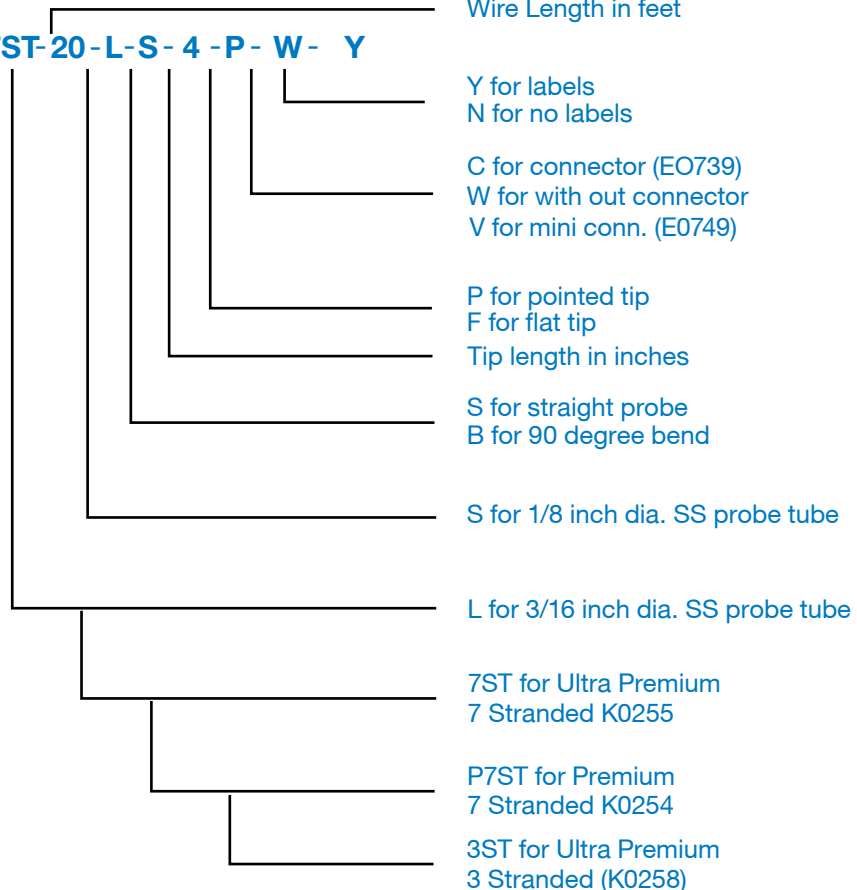 Wire Length in feet
ST-20-L-S-4-P-W- Y
Y for labels
N for no labels
C for connector (EO739)
W for with out connector
V for mini conn. (E0749)
P for pointed tip
F for flat tip
Tip length in inches
S for straight probe
B for 90 degree bend
S for 1/8 inch dia. SS probe tube
L for 3/16 inch dia. SS probe tube
7ST for Ultra Premium
7 Stranded K0255
P7ST for Premium
7 Stranded K0254
3ST for Ultra Premium
3 Stranded (K0258)